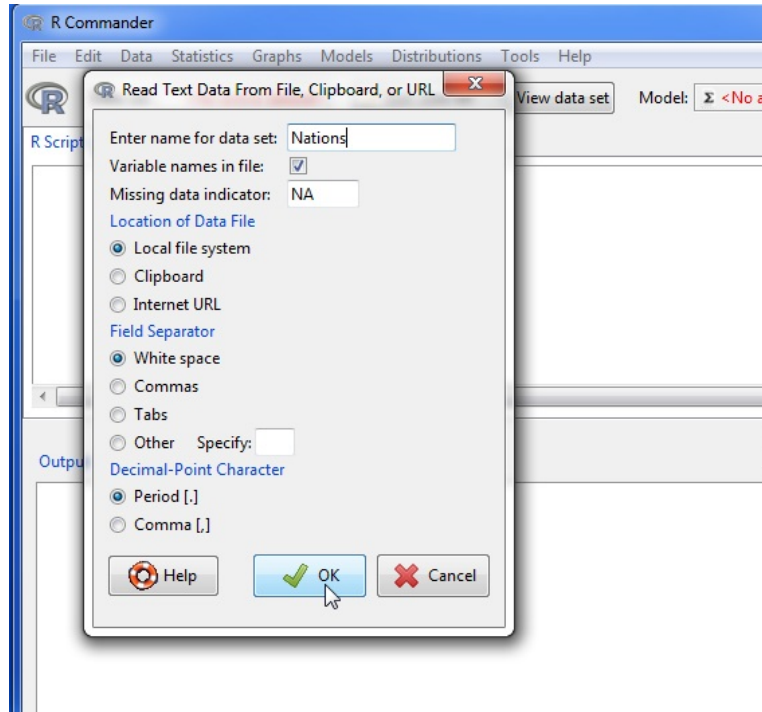 R Commander
File Edit Data Statistics Graphs Models Distributions Tools Help
Read Text Data From File, Clipboard, or URL
View data set Model: Σ <No a
R Script
Enter name for data set: Nations
Variable names in file:
Missing data indicator: NA
Location of Data File
Local file system
Clipboard
Internet URL
Field Separator
White space
Commas
Tabs
Other Specify:
Outpu
Decimal-Point Character
Period [.]
Comma [,]
Help OK Cancel